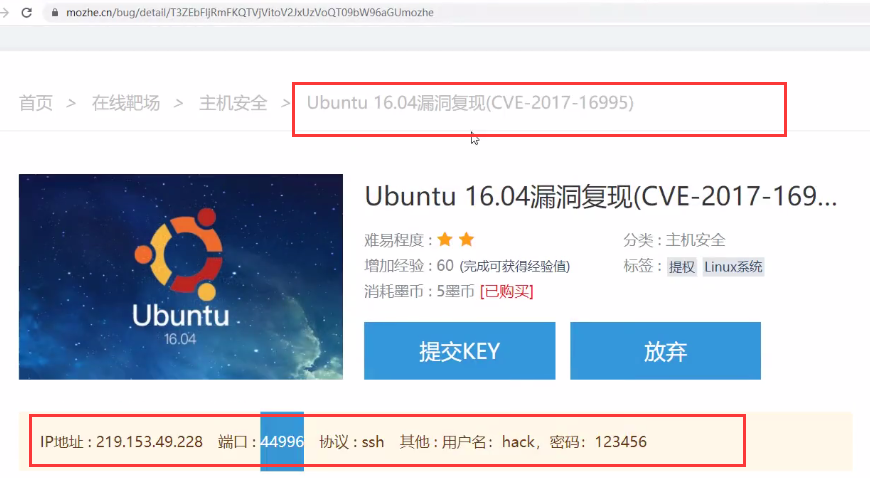 mozhe.cn/bug/detail/T3ZEbFljRmFKQTVjVitoV2JxUzVoQT09bW96aGUmozhe
首页 > 在线靶场 > 主机安全 > Ubuntu 16.04漏洞复现(CVE-2017-16995)
Ubuntu
16.04
Ubuntu 16.04漏洞复现(CVE-2017-169...
难易程度 :
分类 : 主机安全
增加经验 : 60 (完成可获得经验值)
标签 : 提权 Linux系统
消耗墨币 : 5墨币 [已购买]
提交KEY 放弃
IP地址 : 219.153.49.228 端口 : 44996 协议 : ssh 其他 : 用户名：hack，密码：123456